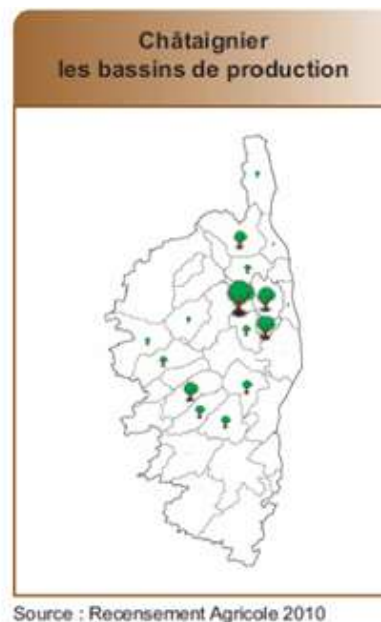 Châtaignier
les bassins de production
Source : Recensement Agricole 2010